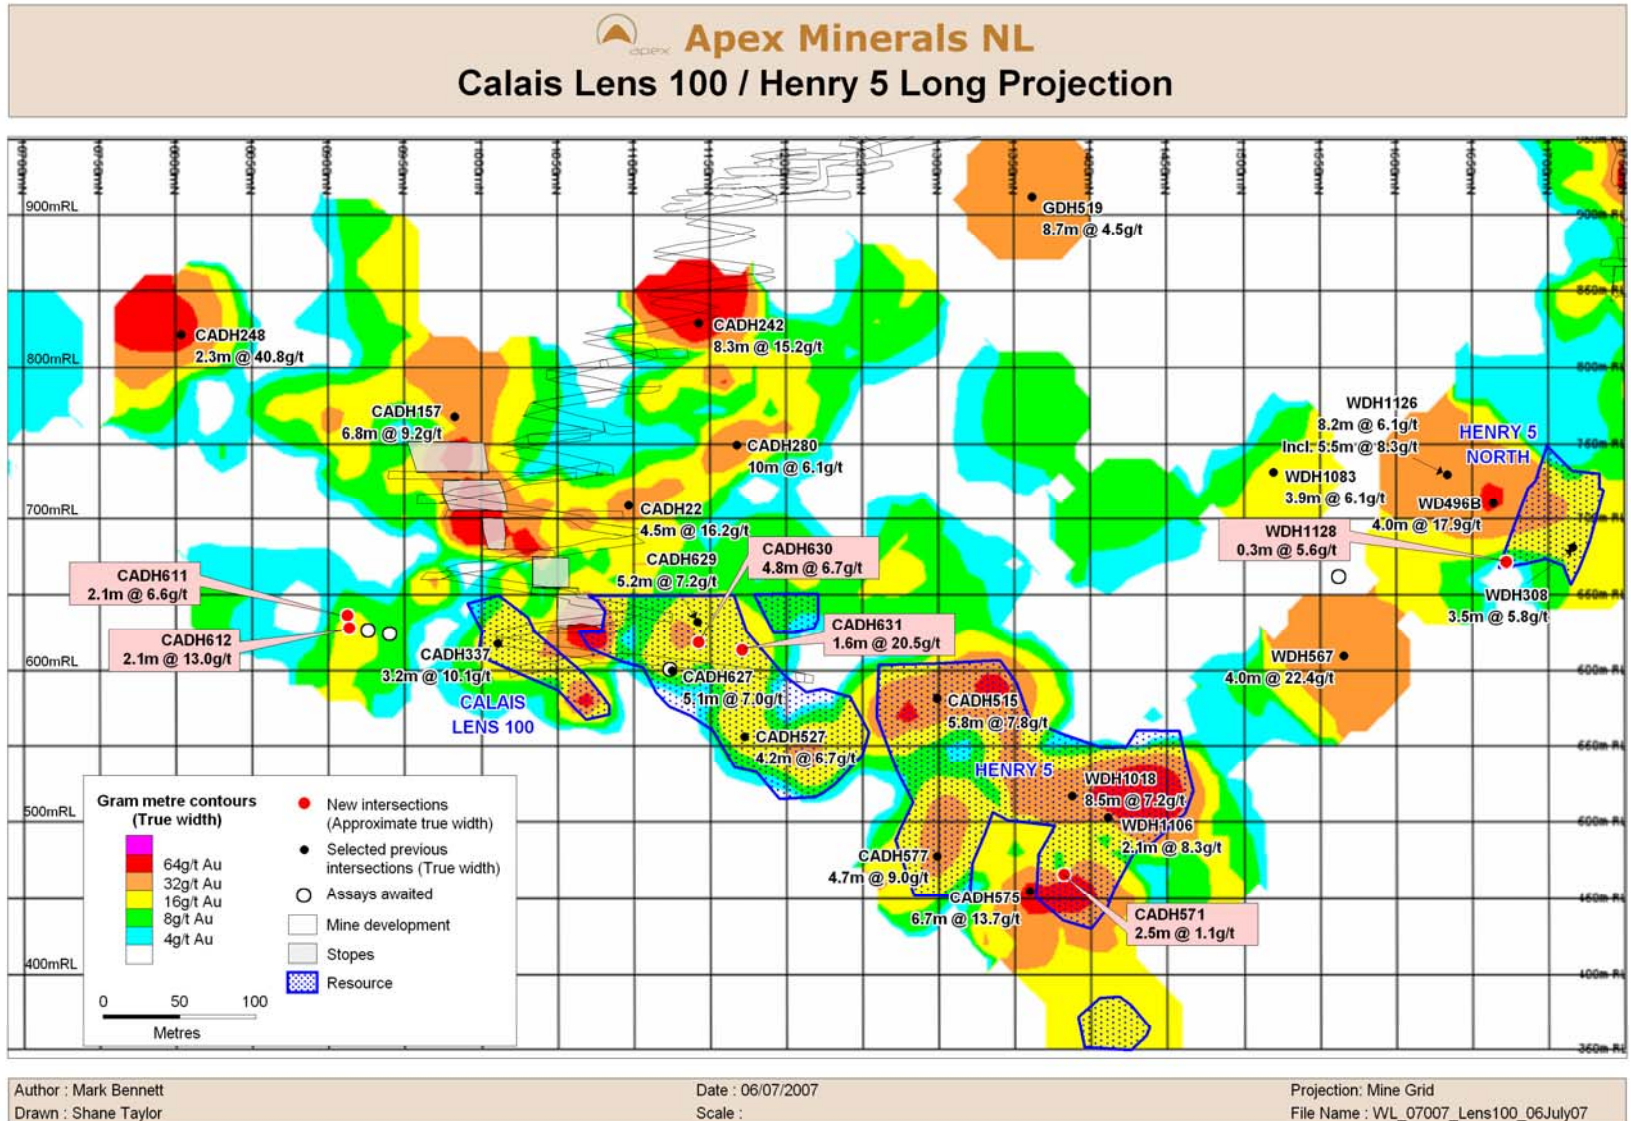 apex
Apex Minerals NL
Calais Lens 100 / Henry 5 Long Projection
900mRL
800mRL
700mRL
600mRL
500mRL
400mRL
GDH519
8.7m @ 4.5g/t
CADH248
2.3m @ 40.8g/t
CADH242
8.3m @ 15.2g/t
CADH157
6.8m @ 9.2g/t
CADH280
10m @ 6.1g/t
WDH1126
8.2m @ 6.1g/t
Incl. 5.5m @ 8.3g/t
HENRY 5
NORTH
WDH1083
3.9m @ 6.1g/t
WD496B
4.0m @ 17.9g/t
CADH22
4.5m @ 16.2g/t
WDH1128
0.3m @ 5.6g/t
CADH630
4.8m @ 6.7g/t
CADH629
5.2m @ 7.2g/t
CADH611
2.1m @ 6.6g/t
WDH308
3.5m @ 5.8g/t
CADH612
2.1m @ 13.0g/t
CADH631
1.6m @ 20.5g/t
CADH337
3.2m @ 10.1g/t
WDH567
4.0m @ 22.4g/t
CADH627
5.1m @ 7.0g/t
CALAIS
LENS 100
CADH515
5.8m @ 7.8g/t
CADH527
4.2m @ 6.7g/t
HENRY 5
WDH1018
8.5m @ 7.2g/t
WDH1106
2.1m @ 8.3g/t
CADH577
4.7m @ 9.0g/t
CADH575
6.7m @ 13.7g/t
CADH571
2.5m @ 1.1g/t
Gram metre contours
(True width)
64g/t Au
32g/t Au
16g/t Au
8g/t Au
4g/t Au
New intersections
(Approximate true width)
Selected previous
intersections (True width)
Assays awaited
Mine development
Stopes
Resource
0 50 100
Metres
Author : Mark Bennett
Drawn : Shane Taylor
Date : 06/07/2007
Scale :
Projection: Mine Grid
File Name : WL_07007_Lens100_06July07